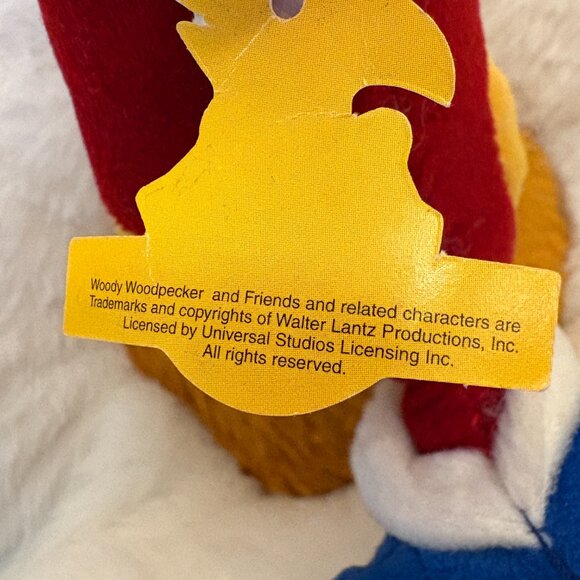 Woody Woodpecker and Friends and related characters are
Trademarks and copyrights of Walter Lantz Productions, Inc.
Licensed by Universal Studios Licensing Inc.
All rights reserved.